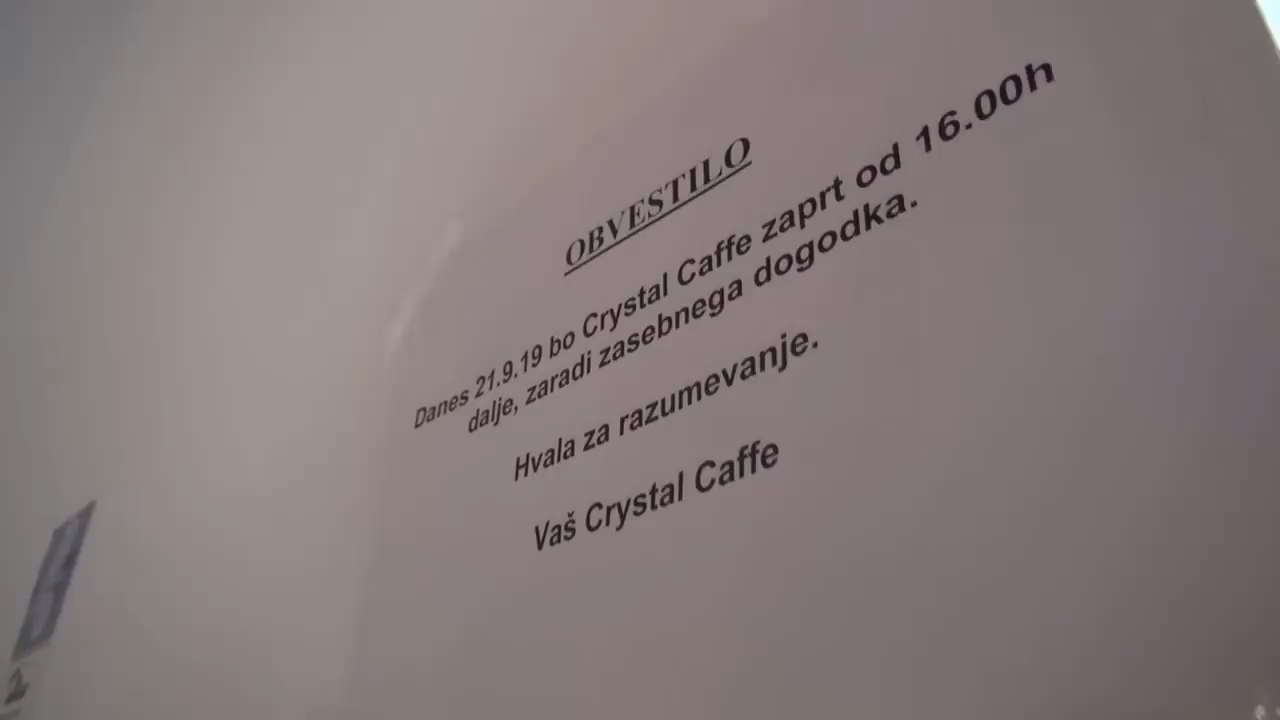 OBVESTILO
Danes 21.9.19 bo Crystal Caffe zaprt od 16.00h
dalje, zaradi zasebnega dogodka.
Hvala za razumevanje.
Vaš Crystal Caffe
2